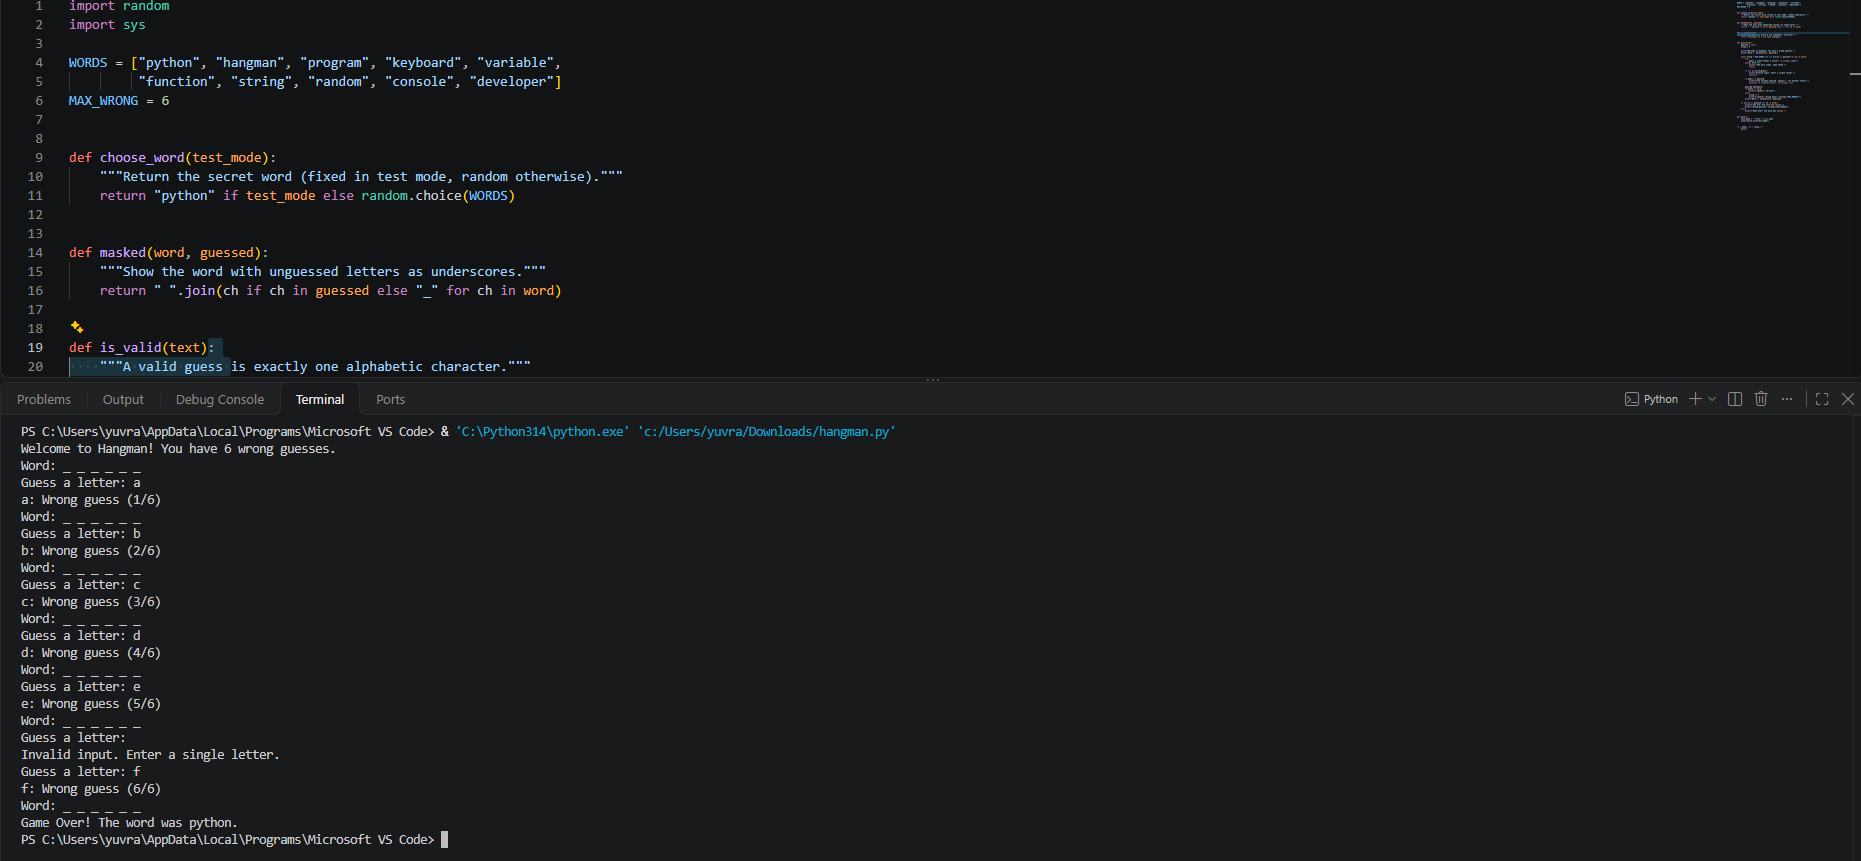 1 import random
2 import sys
3
4 WORDS = ["python", "hangman", "program", "keyboard", "variable",
5          "function", "string", "random", "console", "developer"]
6 MAX_WRONG = 6
7
8
9 def choose_word(test_mode):
10     """Return the secret word (fixed in test mode, random otherwise)."""
11     return "python" if test_mode else random.choice(WORDS)
12
13
14 def masked(word, guessed):
15     """Show the word with unguessed letters as underscores."""
16     return " ".join(ch if ch in guessed else "_" for ch in word)
17
18
19 def is_valid(text):
20     """A valid guess is exactly one alphabetic character."""
Problems Output Debug Console Terminal Ports Python
PS C:\Users\yuvra\AppData\Local\Programs\Microsoft VS Code> & 'C:\Python314\python.exe' 'c:/Users/yuvra/Downloads/hangman.py'
Welcome to Hangman! You have 6 wrong guesses.
Word: _ _ _ _ _ _
Guess a letter: a
a: Wrong guess (1/6)
Word: _ _ _ _ _ _
Guess a letter: b
b: Wrong guess (2/6)
Word: _ _ _ _ _ _
Guess a letter: c
c: Wrong guess (3/6)
Word: _ _ _ _ _ _
Guess a letter: d
d: Wrong guess (4/6)
Word: _ _ _ _ _ _
Guess a letter: e
e: Wrong guess (5/6)
Word: _ _ _ _ _ _
Guess a letter:
Invalid input. Enter a single letter.
Guess a letter: f
f: Wrong guess (6/6)
Word: _ _ _ _ _ _
Game Over! The word was python.
PS C:\Users\yuvra\AppData\Local\Programs\Microsoft VS Code>